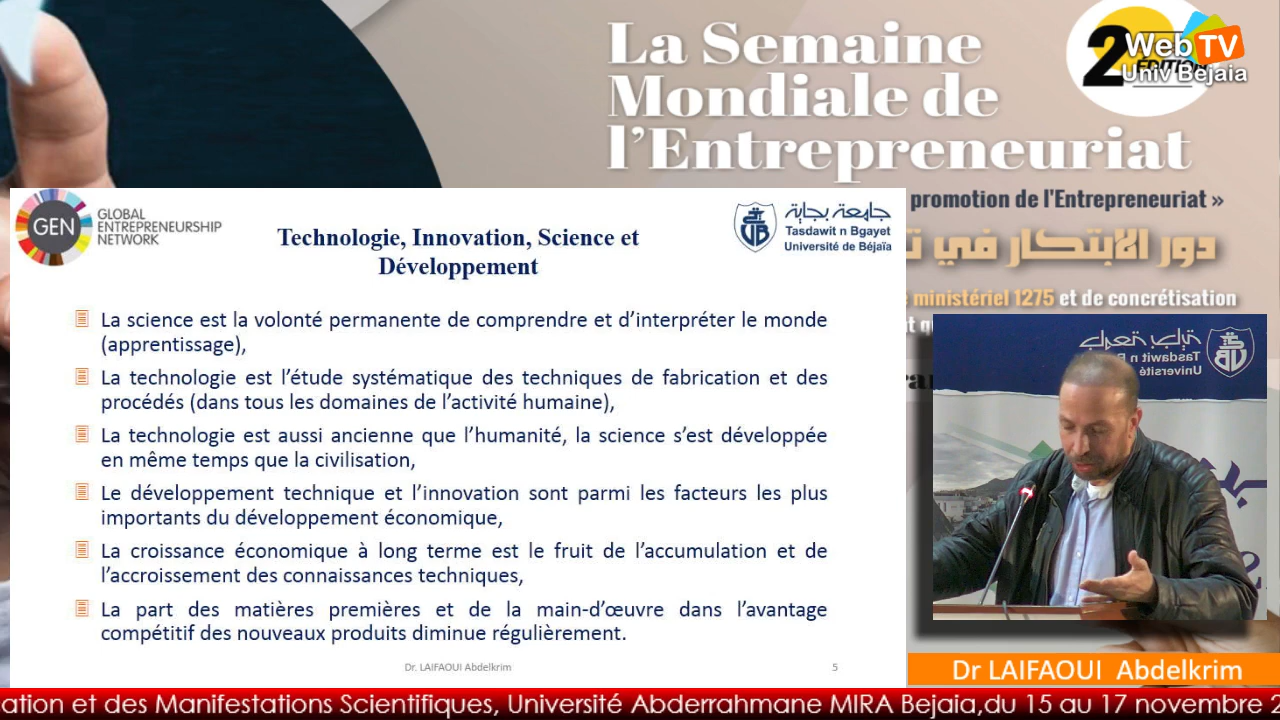 La Semaine
Mondiale de
l'Entrepreneuriat
2
ÉDITION
Web TV
Univ Bejaia
promotion de l'Entrepreneuriat »
دور الابتكار في
ministériel 1275 et de concrétisation
GEN
GLOBAL
ENTREPRENEURSHIP
NETWORK
Technologie, Innovation, Science et
Développement
جامعة بجاية
Tasdawit n Bgayet
Université de Béjaïa
La science est la volonté permanente de comprendre et d'interpréter le monde
(apprentissage),
La technologie est l'étude systématique des techniques de fabrication et des
procédés (dans tous les domaines de l'activité humaine),
La technologie est aussi ancienne que l'humanité, la science s'est développée
en même temps que la civilisation,
Le développement technique et l'innovation sont parmi les facteurs les plus
importants du développement économique,
La croissance économique à long terme est le fruit de l'accumulation et de
l'accroissement des connaissances techniques,
La part des matières premières et de la main-d'œuvre dans l'avantage
compétitif des nouveaux produits diminue régulièrement.
Dr. LAIFAOUI Abdelkrim
5
Tasdawit n
Université
Dr LAIFAOUI Abdelkrim
ation et des Manifestations Scientifiques, Université Abderrahmane MIRA Bejaia,du 15 au 17 novembre 2